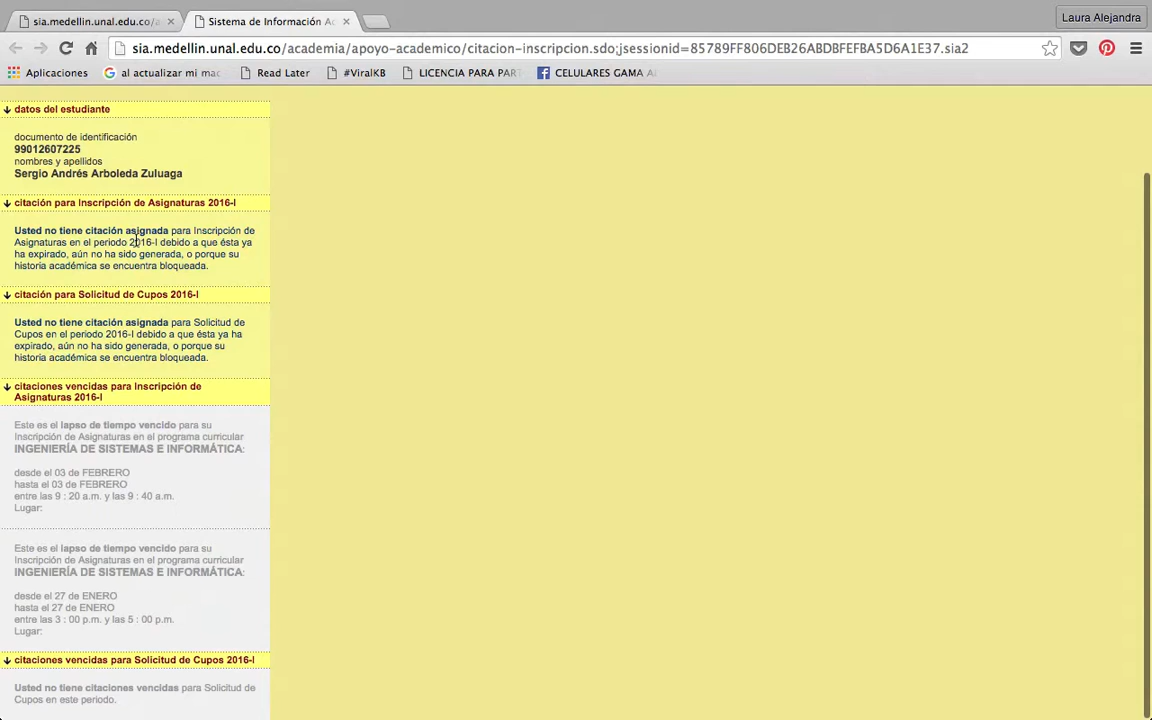 sia.medellin.unal.edu.co/a
Sistema de Información Ac
Laura Alejandra
sia.medellin.unal.edu.co/academia/apoyo-academico/citacion-inscripcion.sdo;jsessionid=85789FF806DEB26ABDBFEFBA5D6A1E37.sia2
Aplicaciones
al actualizar mi mac
Read Later
#ViralKB
LICENCIA PARA PART
CELULARES GAMA AL
datos del estudiante
documento de identificación
99012607225
nombres y apellidos
Sergio Andrés Arboleda Zuluaga
citación para Inscripción de Asignaturas 2016-I
Usted no tiene citación asignada para Inscripción de
Asignaturas en el periodo 2016-I debido a que ésta ya
ha expirado, aún no ha sido generada, o porque su
historia académica se encuentra bloqueada.
citación para Solicitud de Cupos 2016-I
Usted no tiene citación asignada para Solicitud de
Cupos en el periodo 2016-I debido a que ésta ya ha
expirado, aún no ha sido generada, o porque su
historia académica se encuentra bloqueada.
citaciones vencidas para Inscripción de
Asignaturas 2016-I
Este es el lapso de tiempo vencido para su
Inscripción de Asignaturas en el programa curricular
INGENIERÍA DE SISTEMAS E INFORMÁTICA:
desde el 03 de FEBRERO
hasta el 03 de FEBRERO
entre las 9 : 20 a.m. y las 9 : 40 a.m.
Lugar:
Este es el lapso de tiempo vencido para su
Inscripción de Asignaturas en el programa curricular
INGENIERÍA DE SISTEMAS E INFORMÁTICA:
desde el 27 de ENERO
hasta el 27 de ENERO
entre las 3 : 00 p.m. y las 5 : 00 p.m.
Lugar:
citaciones vencidas para Solicitud de Cupos 2016-I
Usted no tiene citaciones vencidas para Solicitud de
Cupos en este periodo.